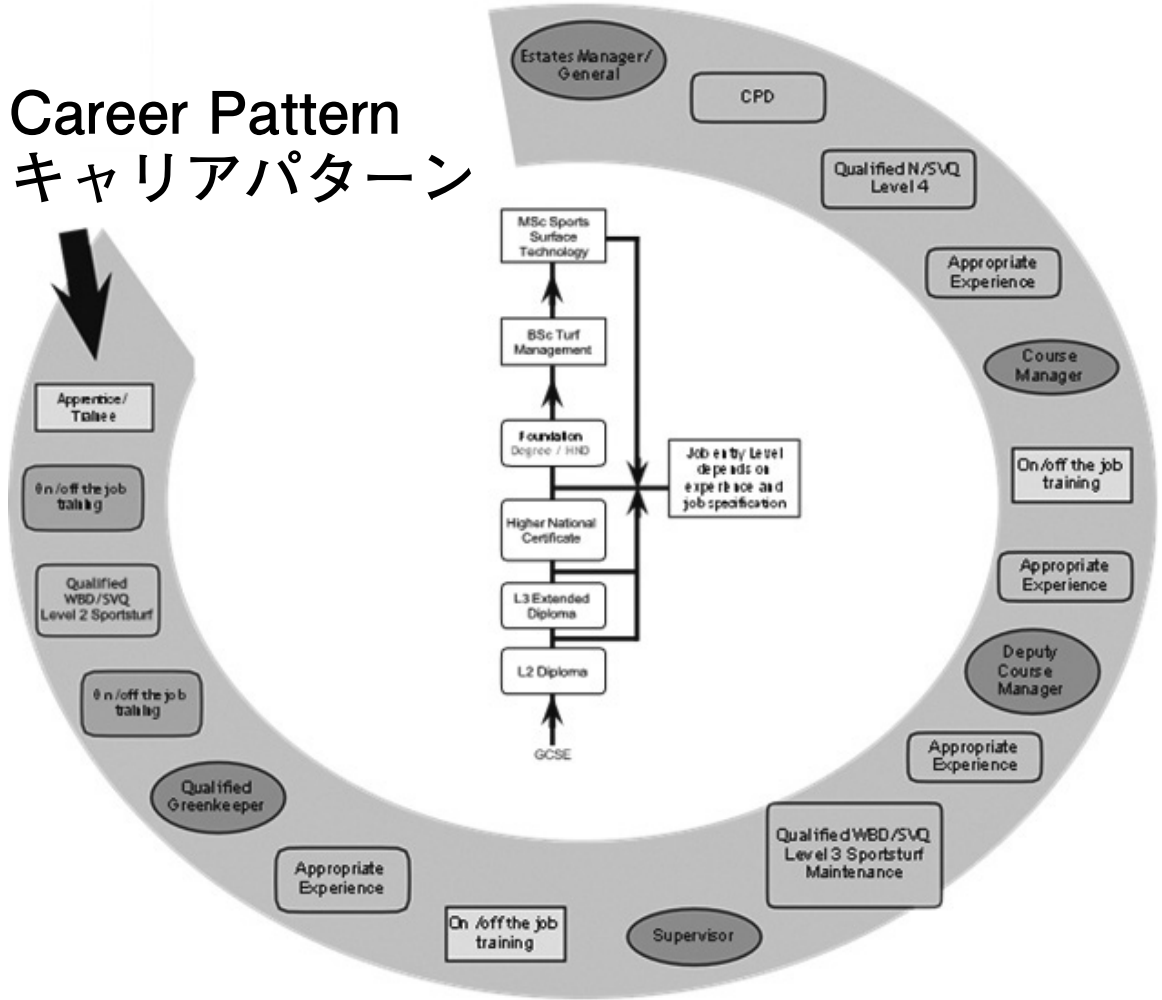 Career Pattern
キャリアパターン
Apprentice/
Trainee
On/off the job
training
Qualified
WBD/SVQ
Level 2 Sportsturf
On/off the job
training
Qualified
Greenkeeper
Appropriate
Experience
On /off the job
training
Supervisor
Qualified WBD/SVQ
Level 3 Sportsturf
Maintenance
Appropriate
Experience
Deputy
Course
Manager
Appropriate
Experience
On/off the job
training
Course
Manager
Appropriate
Experience
Qualified N/SVQ
Level 4
CPD
Estates Manager/
General
MSc Sports
Surface
Technology
BSc Turf
Management
Foundation
Degree / HND
Job entry Level
depends on
experience and
job specification
Higher National
Certificate
L3 Extended
Diploma
L2 Diploma
GCSE